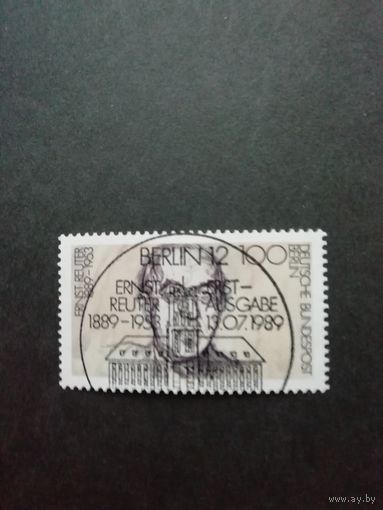 ERNST REUTER
1889-1953
BERLIN 12
100
DEUTSCHE BUNDESPOST
BERLIN
ERNST
REUTER
1889-195
ERST-
AUSGABE
13.07.1989
www.ay.by